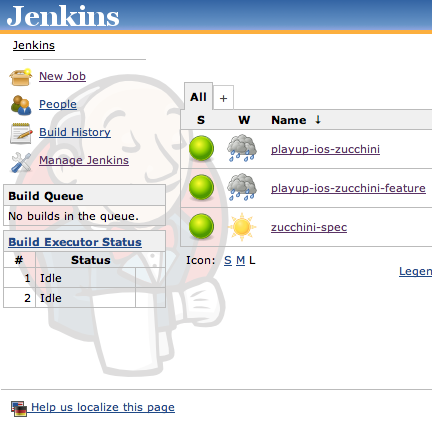 Jenkins
Jenkins
New Job
People
Build History
Manage Jenkins
Build Queue
No builds in the queue.
Build Executor Status
# Status
1 Idle
2 Idle
All +
S W Name ↓
playup-ios-zucchini
playup-ios-zucchini-feature
zucchini-spec
Icon: S M L
Legen
Help us localize this page